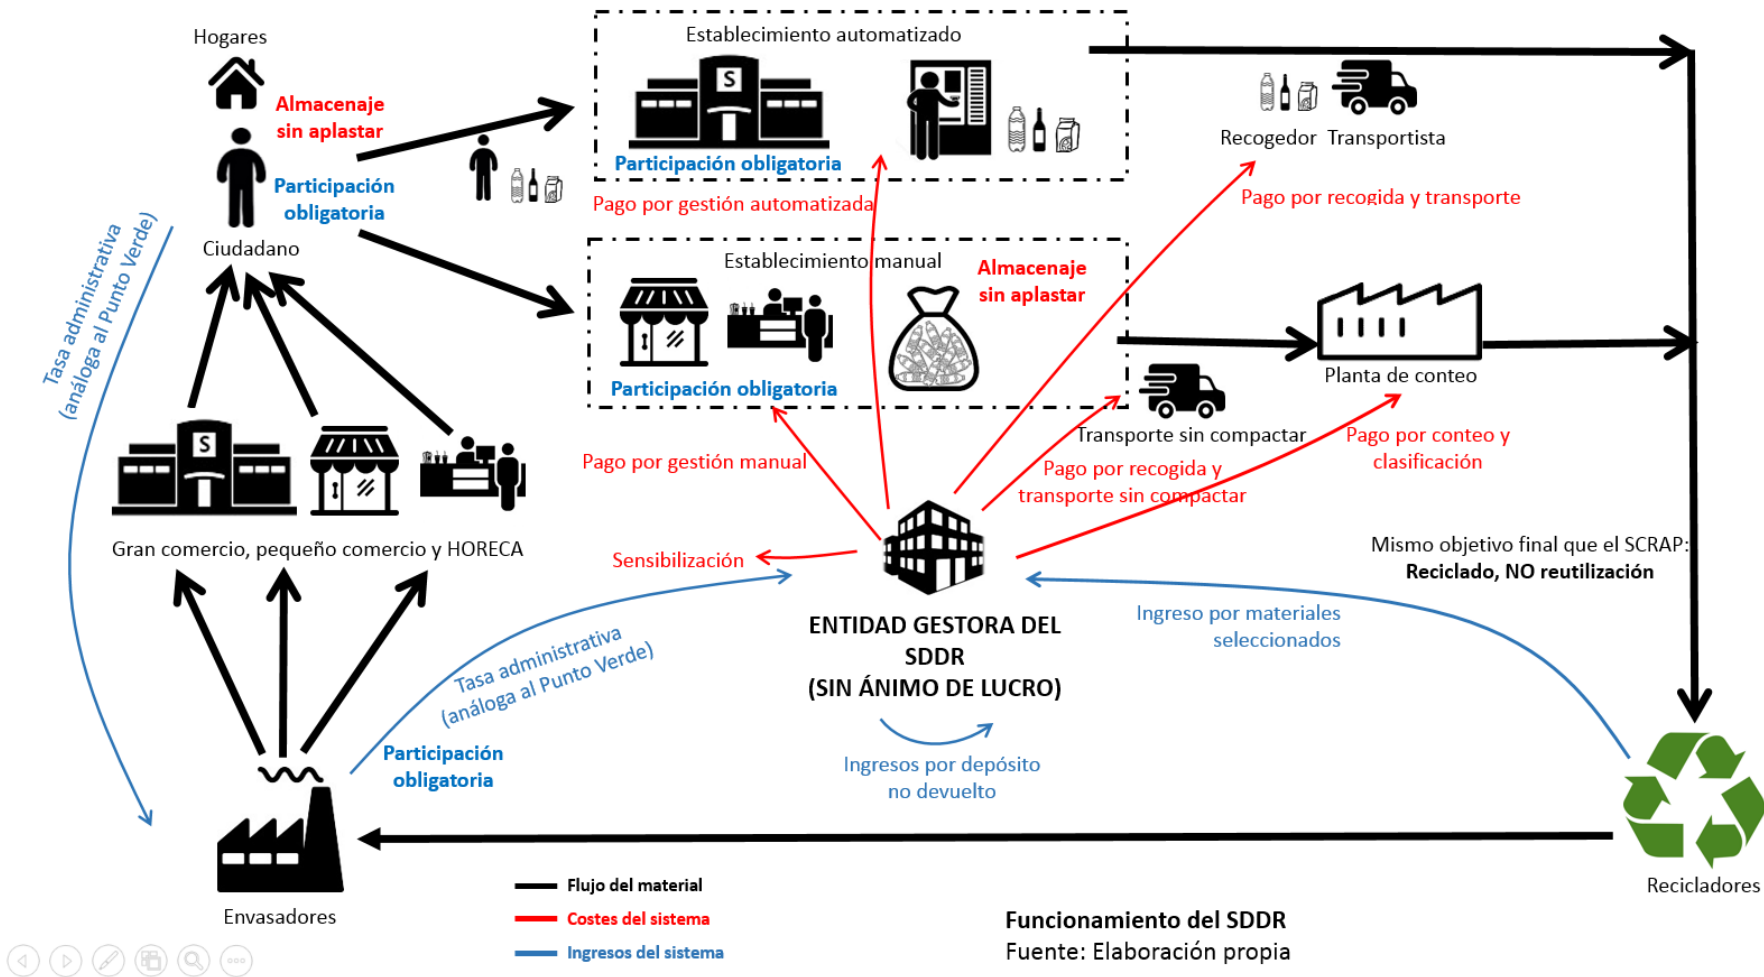 Hogares
Almacenaje
sin aplastar
Participación
obligatoria
Ciudadano
Tasa administrativa
(análoga al Punto Verde)
Establecimiento automatizado
S
Participación obligatoria
Pago por gestión automatizada
Recogedor Transportista
Pago por recogida y transporte
Establecimiento manual
Almacenaje
sin aplastar
Participación obligatoria
Planta de conteo
Transporte sin compactar
Pago por conteo y
clasificación
Pago por gestión manual
Pago por recogida y
transporte sin compactar
S
Gran comercio, pequeño comercio y HORECA
Sensibilización
Mismo objetivo final que el SCRAP:
Reciclado, NO reutilización
ENTIDAD GESTORA DEL
SDDR
(SIN ÁNIMO DE LUCRO)
Ingreso por materiales
seleccionados
Tasa administrativa
(análoga al Punto Verde)
Participación
obligatoria
Ingresos por depósito
no devuelto
Envasadores
Recicladores
Flujo del material
Costes del sistema
Ingresos del sistema
Funcionamiento del SDDR
Fuente: Elaboración propia